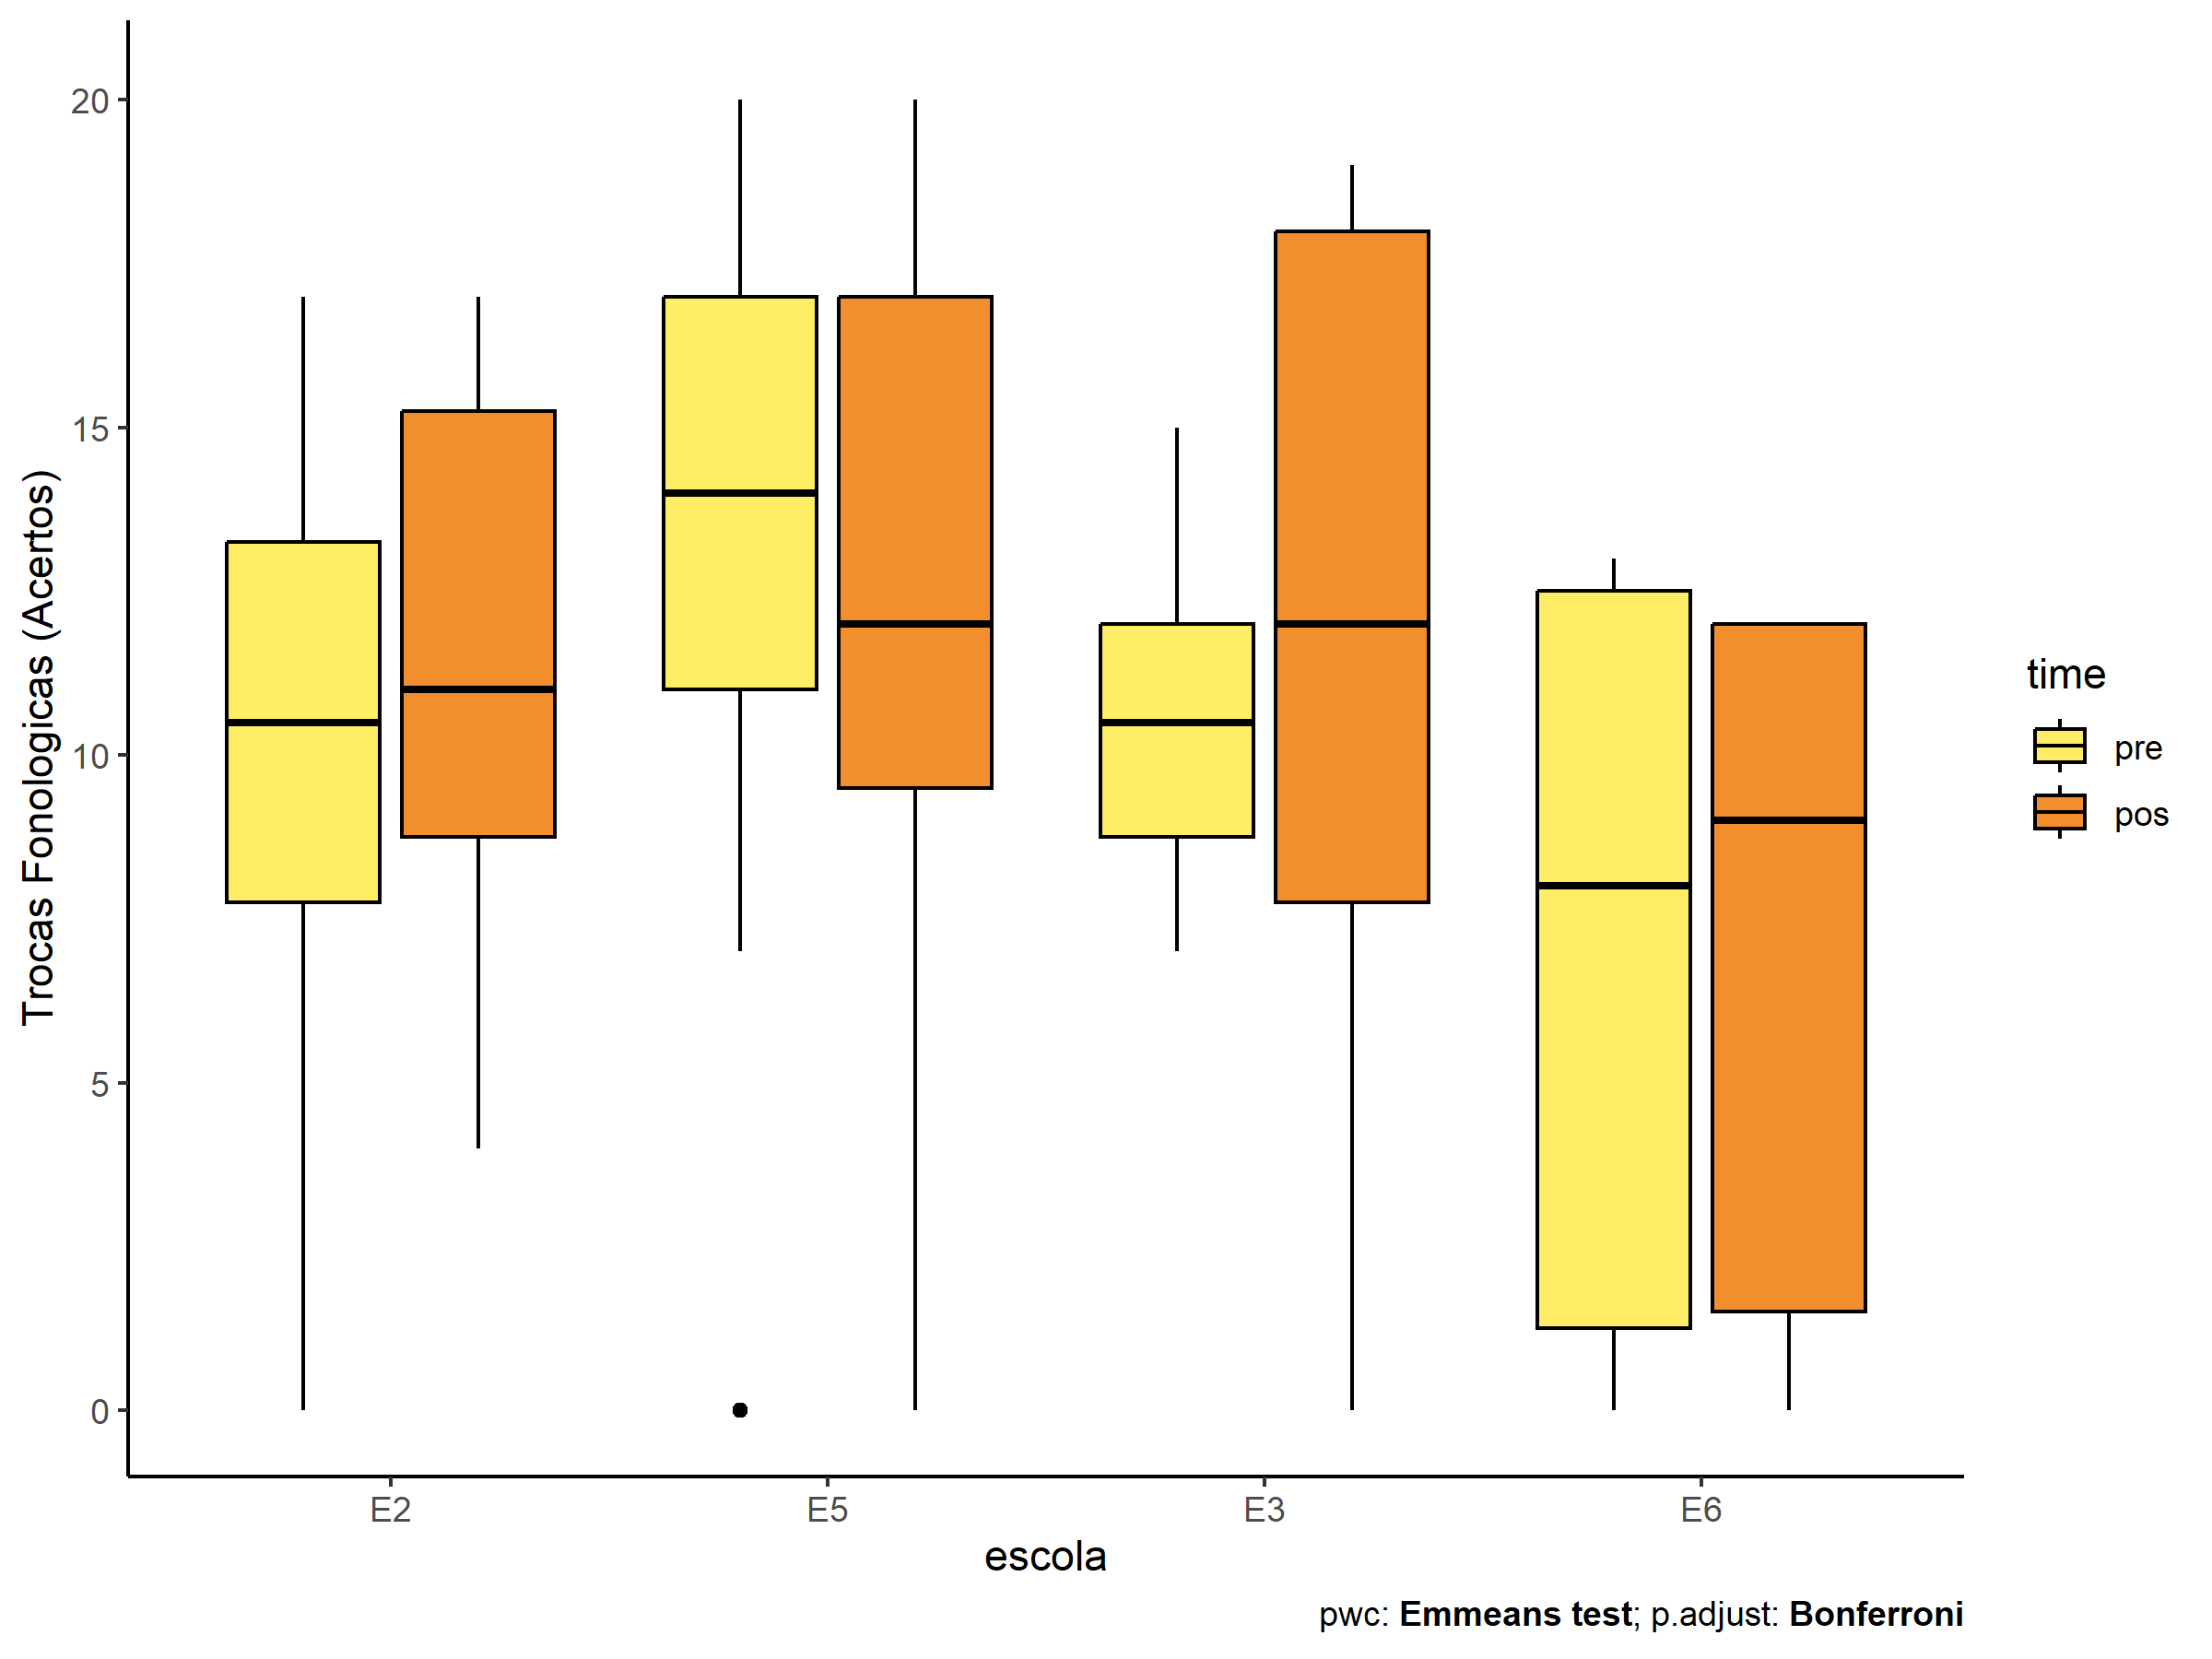 Trocas Fonologicas (Acertos)
20
15
10
5
0
E2
E5
E3
E6
escola
time
pre
pos
pwc: Emmeans test; p.adjust: Bonferroni